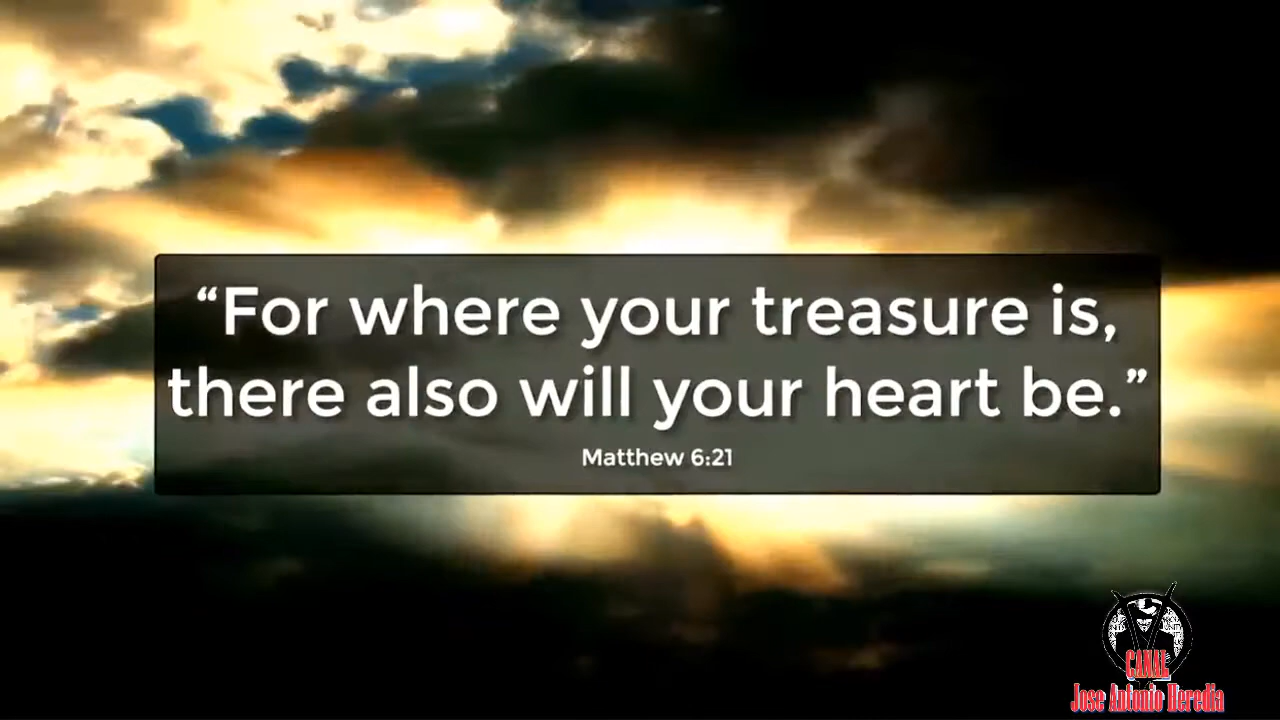 “For where your treasure is,
there also will your heart be.”
Matthew 6:21
CANAL
Jose Antonio Heredia